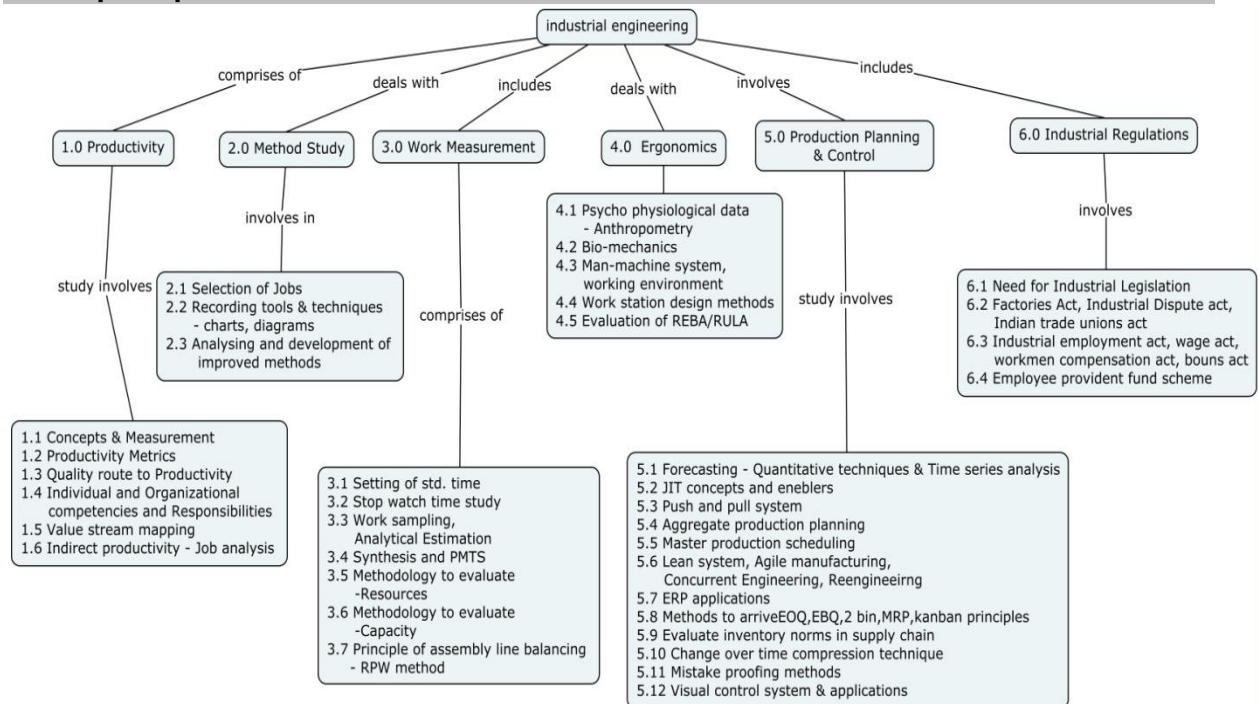 industrial engineering
comprises of
deals with
includes
deals with
involves
includes
1.0 Productivity
2.0 Method Study
3.0 Work Measurement
4.0 Ergonomics
5.0 Production Planning
& Control
6.0 Industrial Regulations
study involves
involves in
comprises of
study involves
involves
1.1 Concepts & Measurement
1.2 Productivity Metrics
1.3 Quality route to Productivity
1.4 Individual and Organizational
competencies and Responsibilities
1.5 Value stream mapping
1.6 Indirect productivity - Job analysis
2.1 Selection of Jobs
2.2 Recording tools & techniques
- charts, diagrams
2.3 Analysing and development of
improved methods
3.1 Setting of std. time
3.2 Stop watch time study
3.3 Work sampling,
Analytical Estimation
3.4 Synthesis and PMTS
3.5 Methodology to evaluate
-Resources
3.6 Methodology to evaluate
-Capacity
3.7 Principle of assembly line balancing
- RPW method
4.1 Psycho physiological data
- Anthropometry
4.2 Bio-mechanics
4.3 Man-machine system,
working environment
4.4 Work station design methods
4.5 Evaluation of REBA/RULA
5.1 Forecasting - Quantitative techniques & Time series analysis
5.2 JIT concepts and eneblers
5.3 Push and pull system
5.4 Aggregate production planning
5.5 Master production scheduling
5.6 Lean system, Agile manufacturing,
Concurrent Engineering, Reengineeirng
5.7 ERP applications
5.8 Methods to arriveEOQ,EBQ,2 bin,MRP,kanban principles
5.9 Evaluate inventory norms in supply chain
5.10 Change over time compression technique
5.11 Mistake proofing methods
5.12 Visual control system & applications
6.1 Need for Industrial Legislation
6.2 Factories Act, Industrial Dispute act,
Indian trade unions act
6.3 Industrial employment act, wage act,
workmen compensation act, bouns act
6.4 Employee provident fund scheme